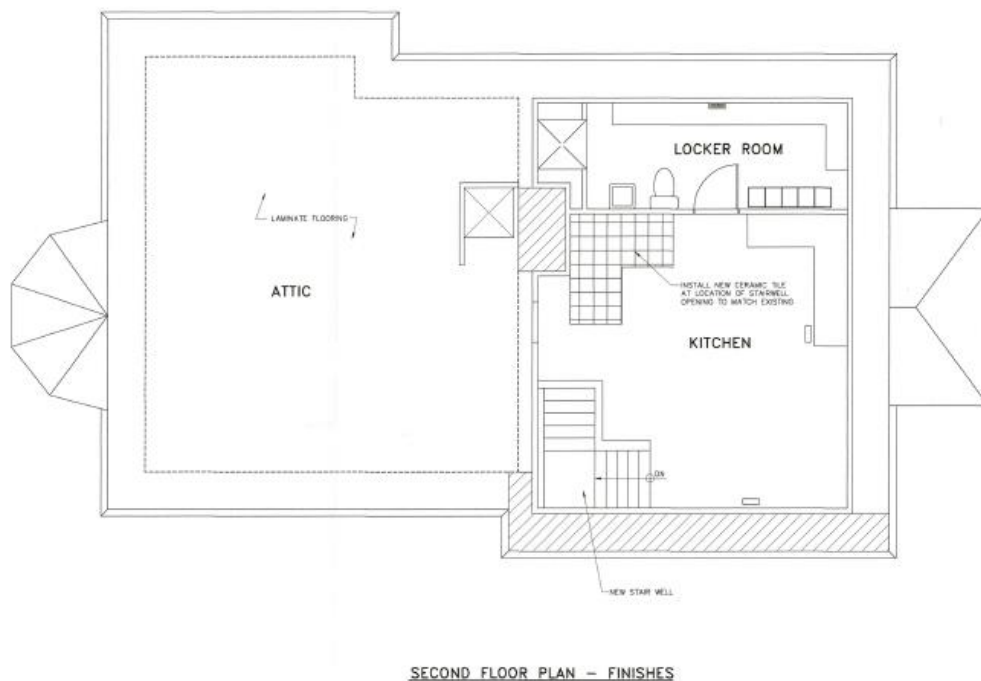 LOCKER ROOM
LAMINATE FLOORING
INSTALL NEW CERAMIC TILE
AT LOCATION OF STAIRWELL
OPENING TO MATCH EXISTING
ATTIC
KITCHEN
DN
NEW STAIR WELL
SECOND FLOOR PLAN – FINISHES